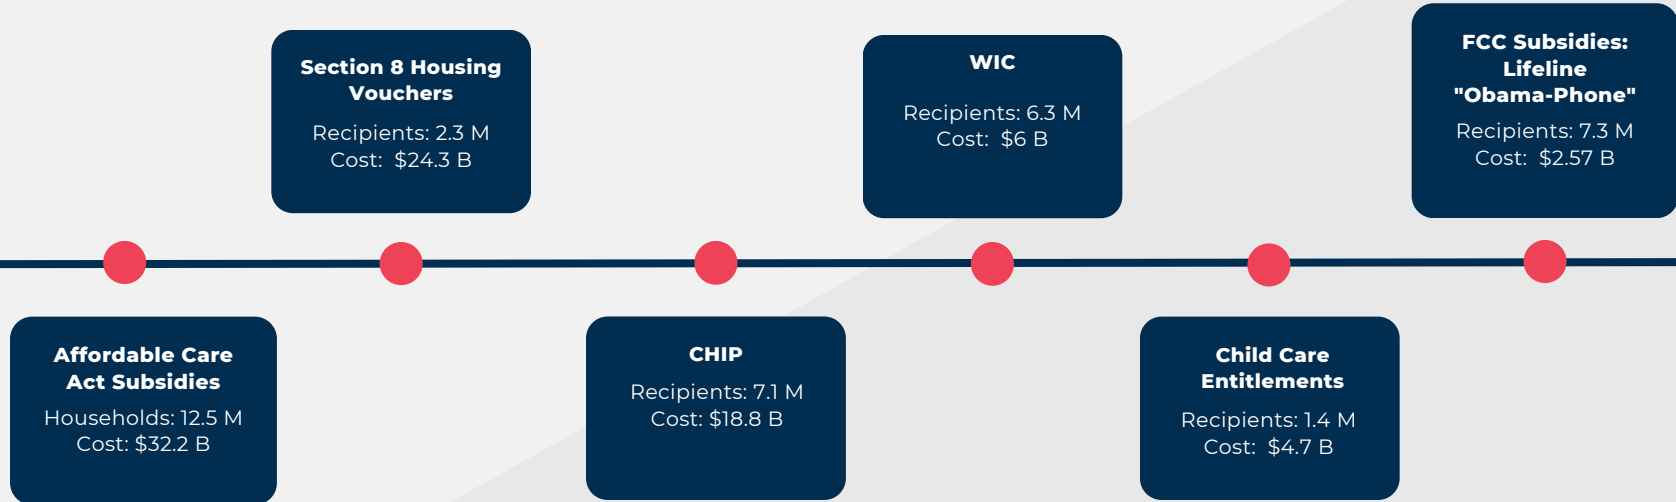 Section 8 Housing
Vouchers
Recipients: 2.3 M
Cost:  $24.3 B
WIC
Recipients: 6.3 M
Cost:  $6 B
FCC Subsidies:
Lifeline
"Obama-Phone"
Recipients: 7.3 M
Cost:  $2.57 B
Affordable Care
Act Subsidies
Households: 12.5 M
Cost: $32.2 B
CHIP
Recipients: 7.1 M
Cost: $18.8 B
Child Care
Entitlements
Recipients: 1.4 M
Cost:  $4.7 B